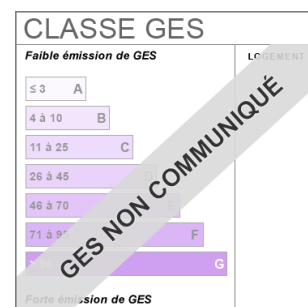 CLASSE GES
Faible émission de GES
LOGEMENT
≤ 3 A
4 à 10 B
11 à 25 C
26 à 45
46 à 70
71 à F
G
GES NON COMMUNIQUÉ
Forte émission de GES